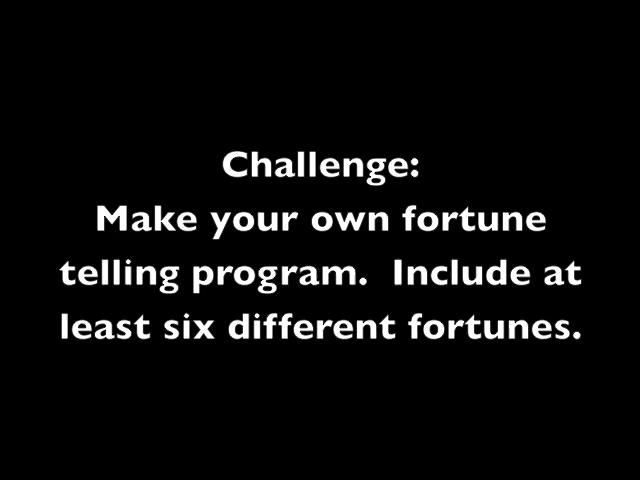 Challenge:
Make your own fortune
telling program.  Include at
least six different fortunes.